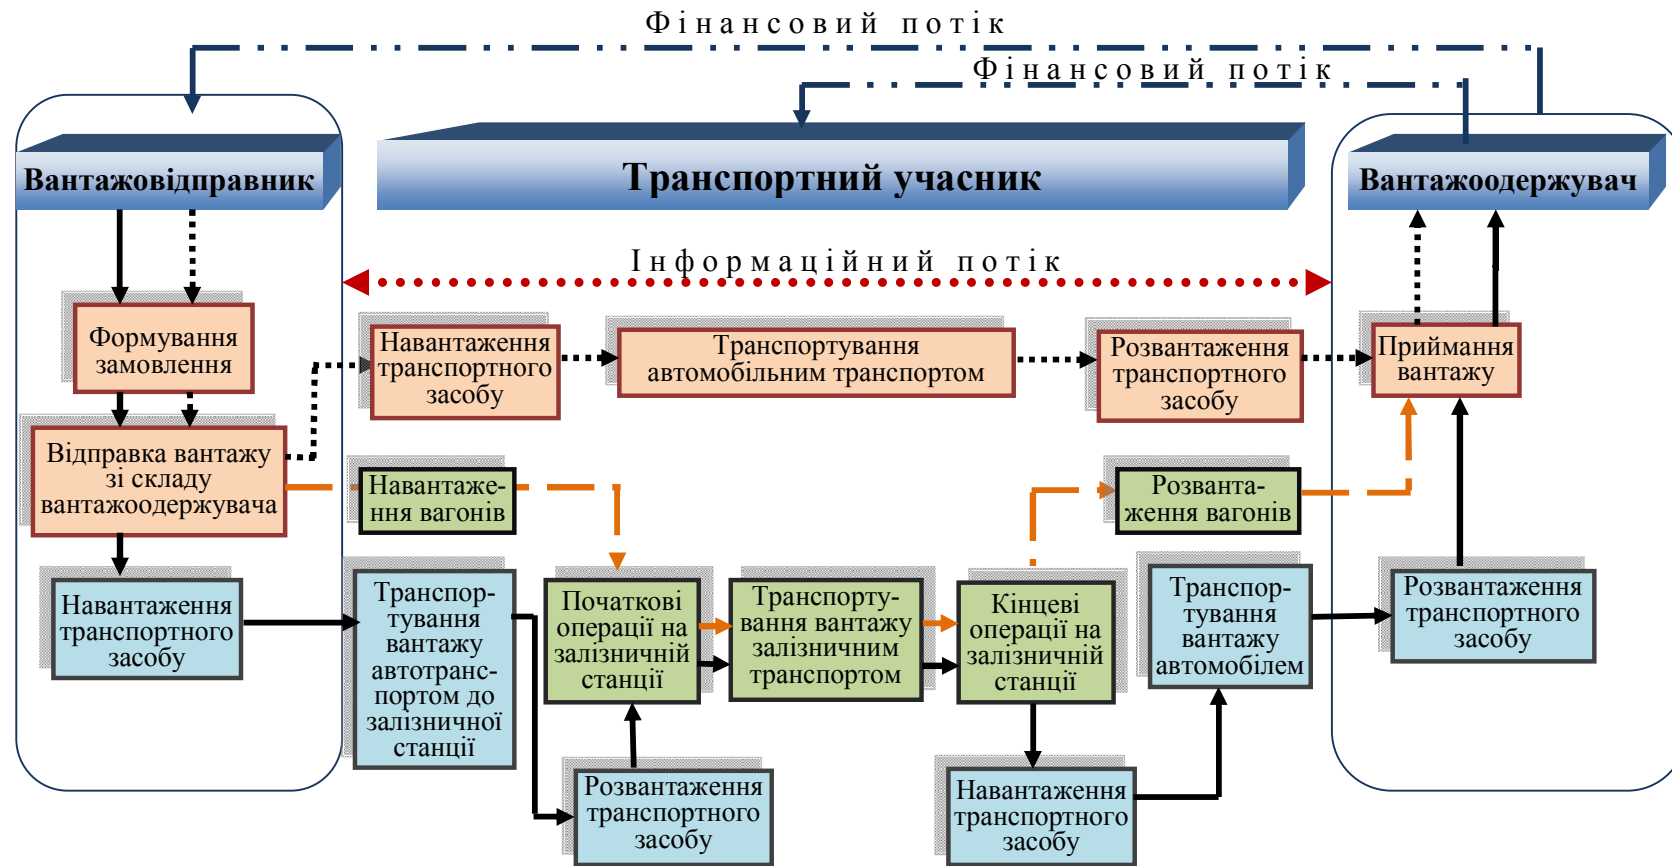 Фінансовий потік
Фінансовий потік
Вантажовідправник
Транспортний учасник
Вантажоодержувач
Інформаційний потік
Формування
замовлення
Навантаження
транспортного
засобу
Транспортування
автомобільним транспортом
Розвантаження
транспортного
засобу
Приймання
вантажу
Відправка вантажу
зі складу
вантажоодержувача
Навантаже-
ння вагонів
Розванта-
ження вагонів
Навантаження
транспортного
засобу
Транспор-
тування
вантажу
автотранс-
портом до
залізничної
станції
Початкові
операції на
залізничній
станції
Транспорту-
вання вантажу
залізничним
транспортом
Кінцеві
операції на
залізничній
станції
Транспор-
тування
вантажу
автомобілем
Розвантаження
транспортного
засобу
Розвантаження
транспортного
засобу
Навантаження
транспортного
засобу